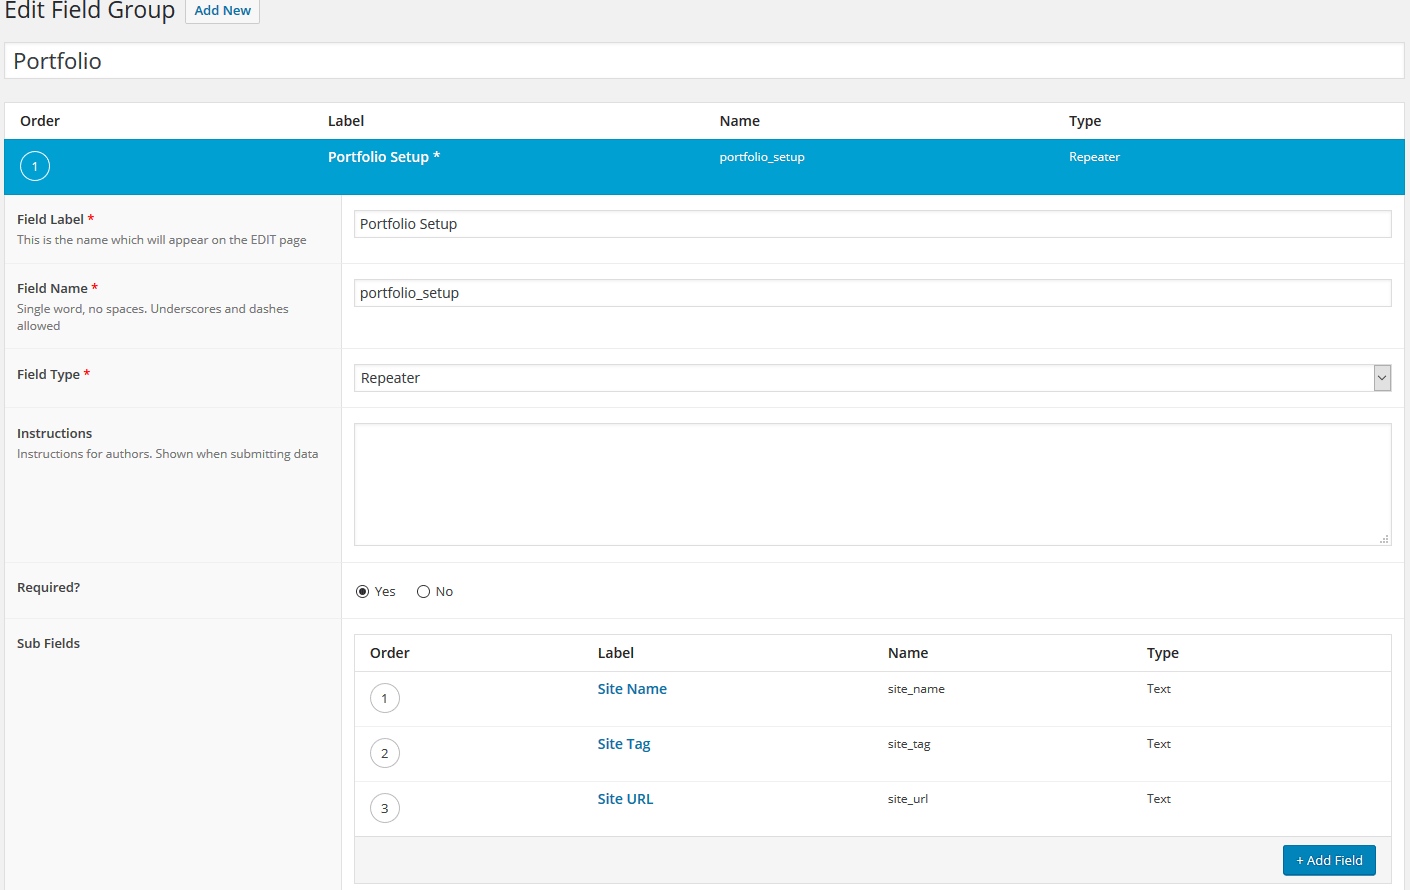 Edit Field Group Add New
Portfolio
Order Label Name Type
1 Portfolio Setup * portfolio_setup Repeater
Field Label *
This is the name which will appear on the EDIT page
Portfolio Setup
Field Name *
Single word, no spaces. Underscores and dashes
allowed
portfolio_setup
Field Type *
Repeater
Instructions
Instructions for authors. Shown when submitting data
Required?
Yes No
Sub Fields
Order Label Name Type
1 Site Name site_name Text
2 Site Tag site_tag Text
3 Site URL site_url Text
+ Add Field